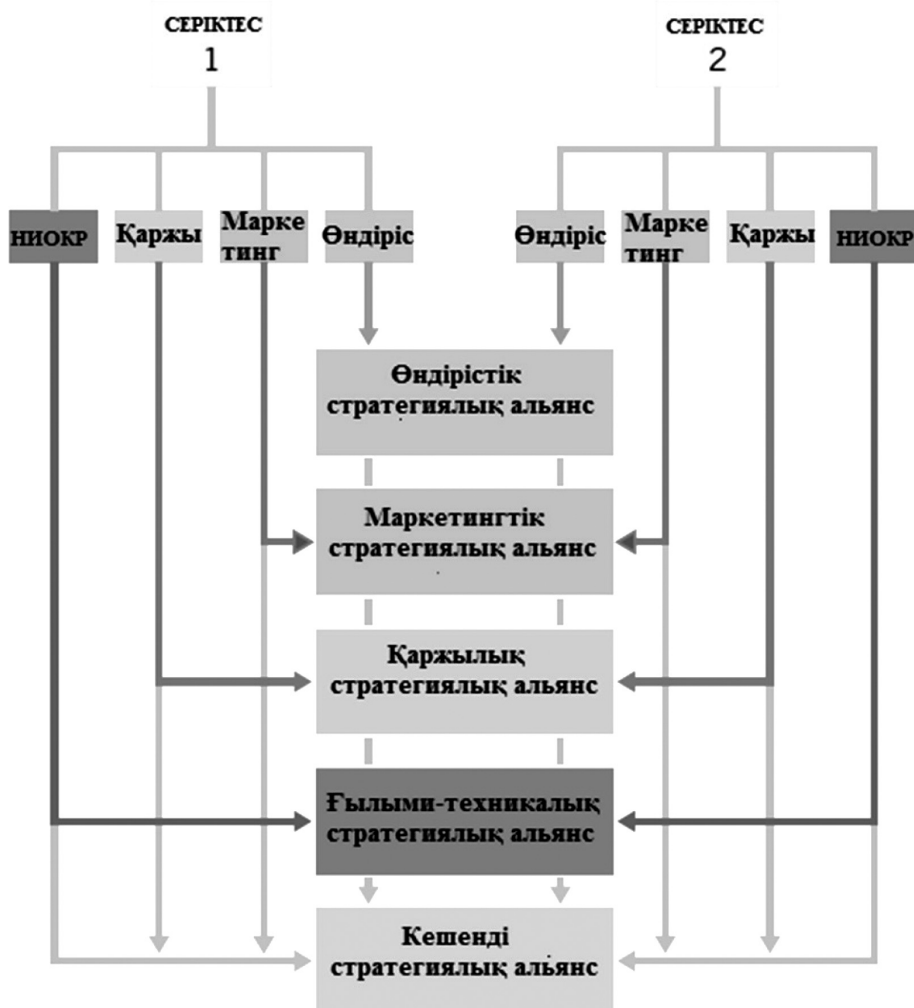 СЕРІКТЕС
1
СЕРІКТЕС
2
НИОКР
Қаржы
Марке
тинг
Өндіріс
Өндіріс
Марке
тинг
Қаржы
НИОКР
Өндірістік
стратегиялық альянс
Маркетингтік
стратегиялық альянс
Қаржылық
стратегиялық альянс
Ғылыми-техникалық
стратегиялық альянс
Кешенді
стратегиялық альянс